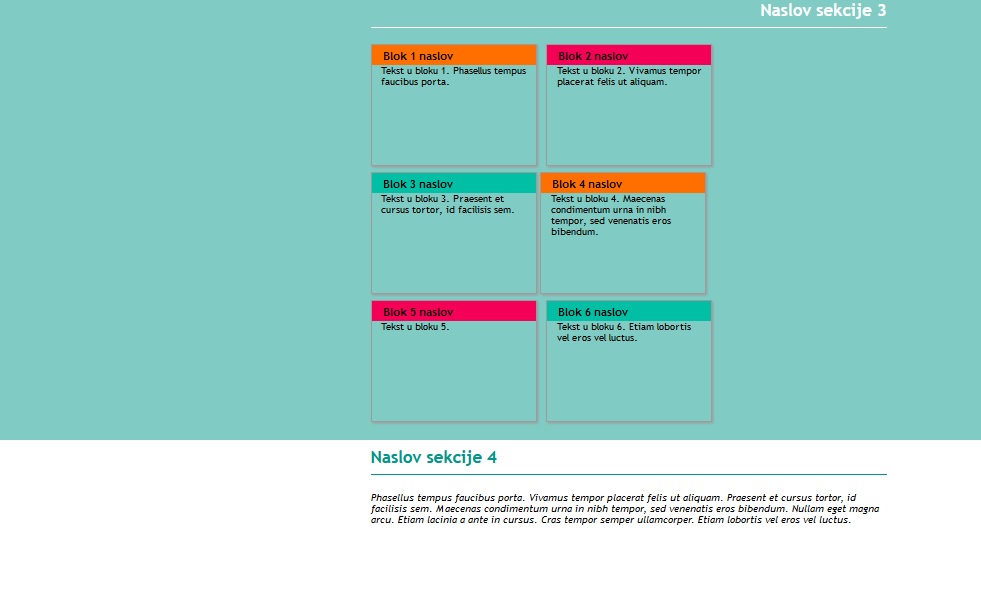 Naslov sekcije 3
Blok 1 naslov
Tekst u bloku 1. Phasellus tempus
faucibus porta.
Blok 2 naslov
Tekst u bloku 2. Vivamus tempor
placerat felis ut aliquam.
Blok 3 naslov
Tekst u bloku 3. Praesent et
cursus tortor, id facilisis sem.
Blok 4 naslov
Tekst u bloku 4. Maecenas
condimentum urna in nibh
tempor, sed venenatis eros
bibendum.
Blok 5 naslov
Tekst u bloku 5.
Blok 6 naslov
Tekst u bloku 6. Etiam lobortis
vel eros vel luctus.
Naslov sekcije 4
Phasellus tempus faucibus porta. Vivamus tempor placerat felis ut aliquam. Praesent et cursus tortor, id
facilisis sem. Maecenas condimentum urna in nibh tempor, sed venenatis eros bibendum. Nullam eget magna
arcu. Etiam lacinia a ante in cursus. Cras tempor semper ullamcorper. Etiam lobortis vel eros vel luctus.